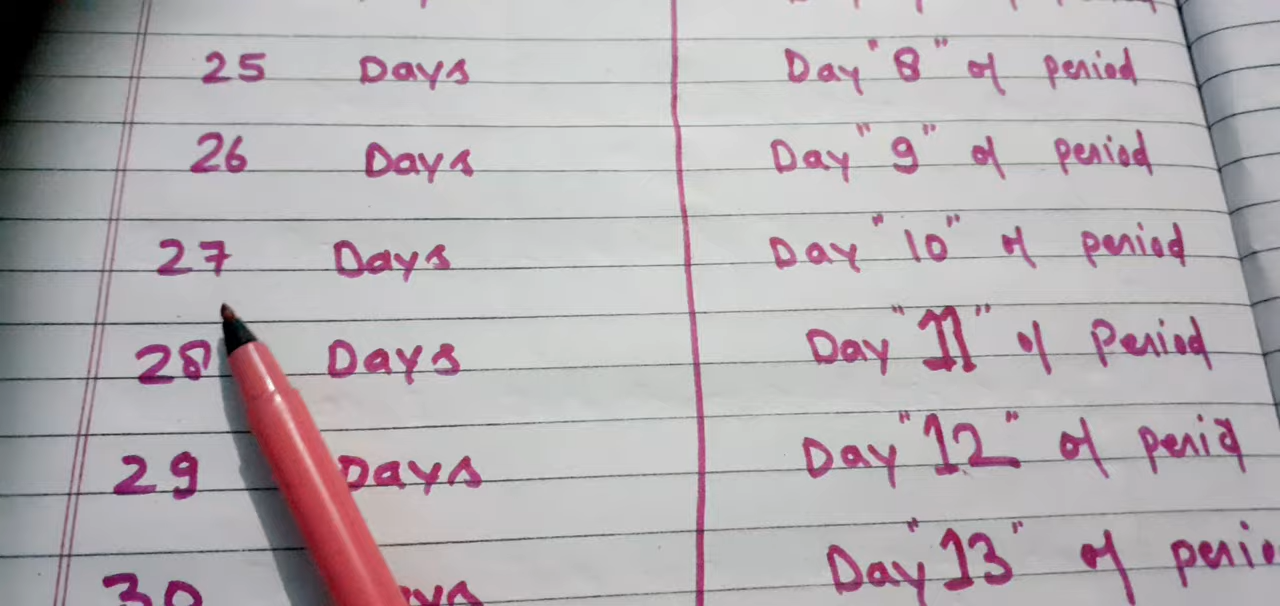 25 Days Day "8" of period
26 Days Day "9" of period
27 Days Day "10" of period
28 Days Day "11" of Period
29 Days Day "12" of period
30 Days Day "13" of